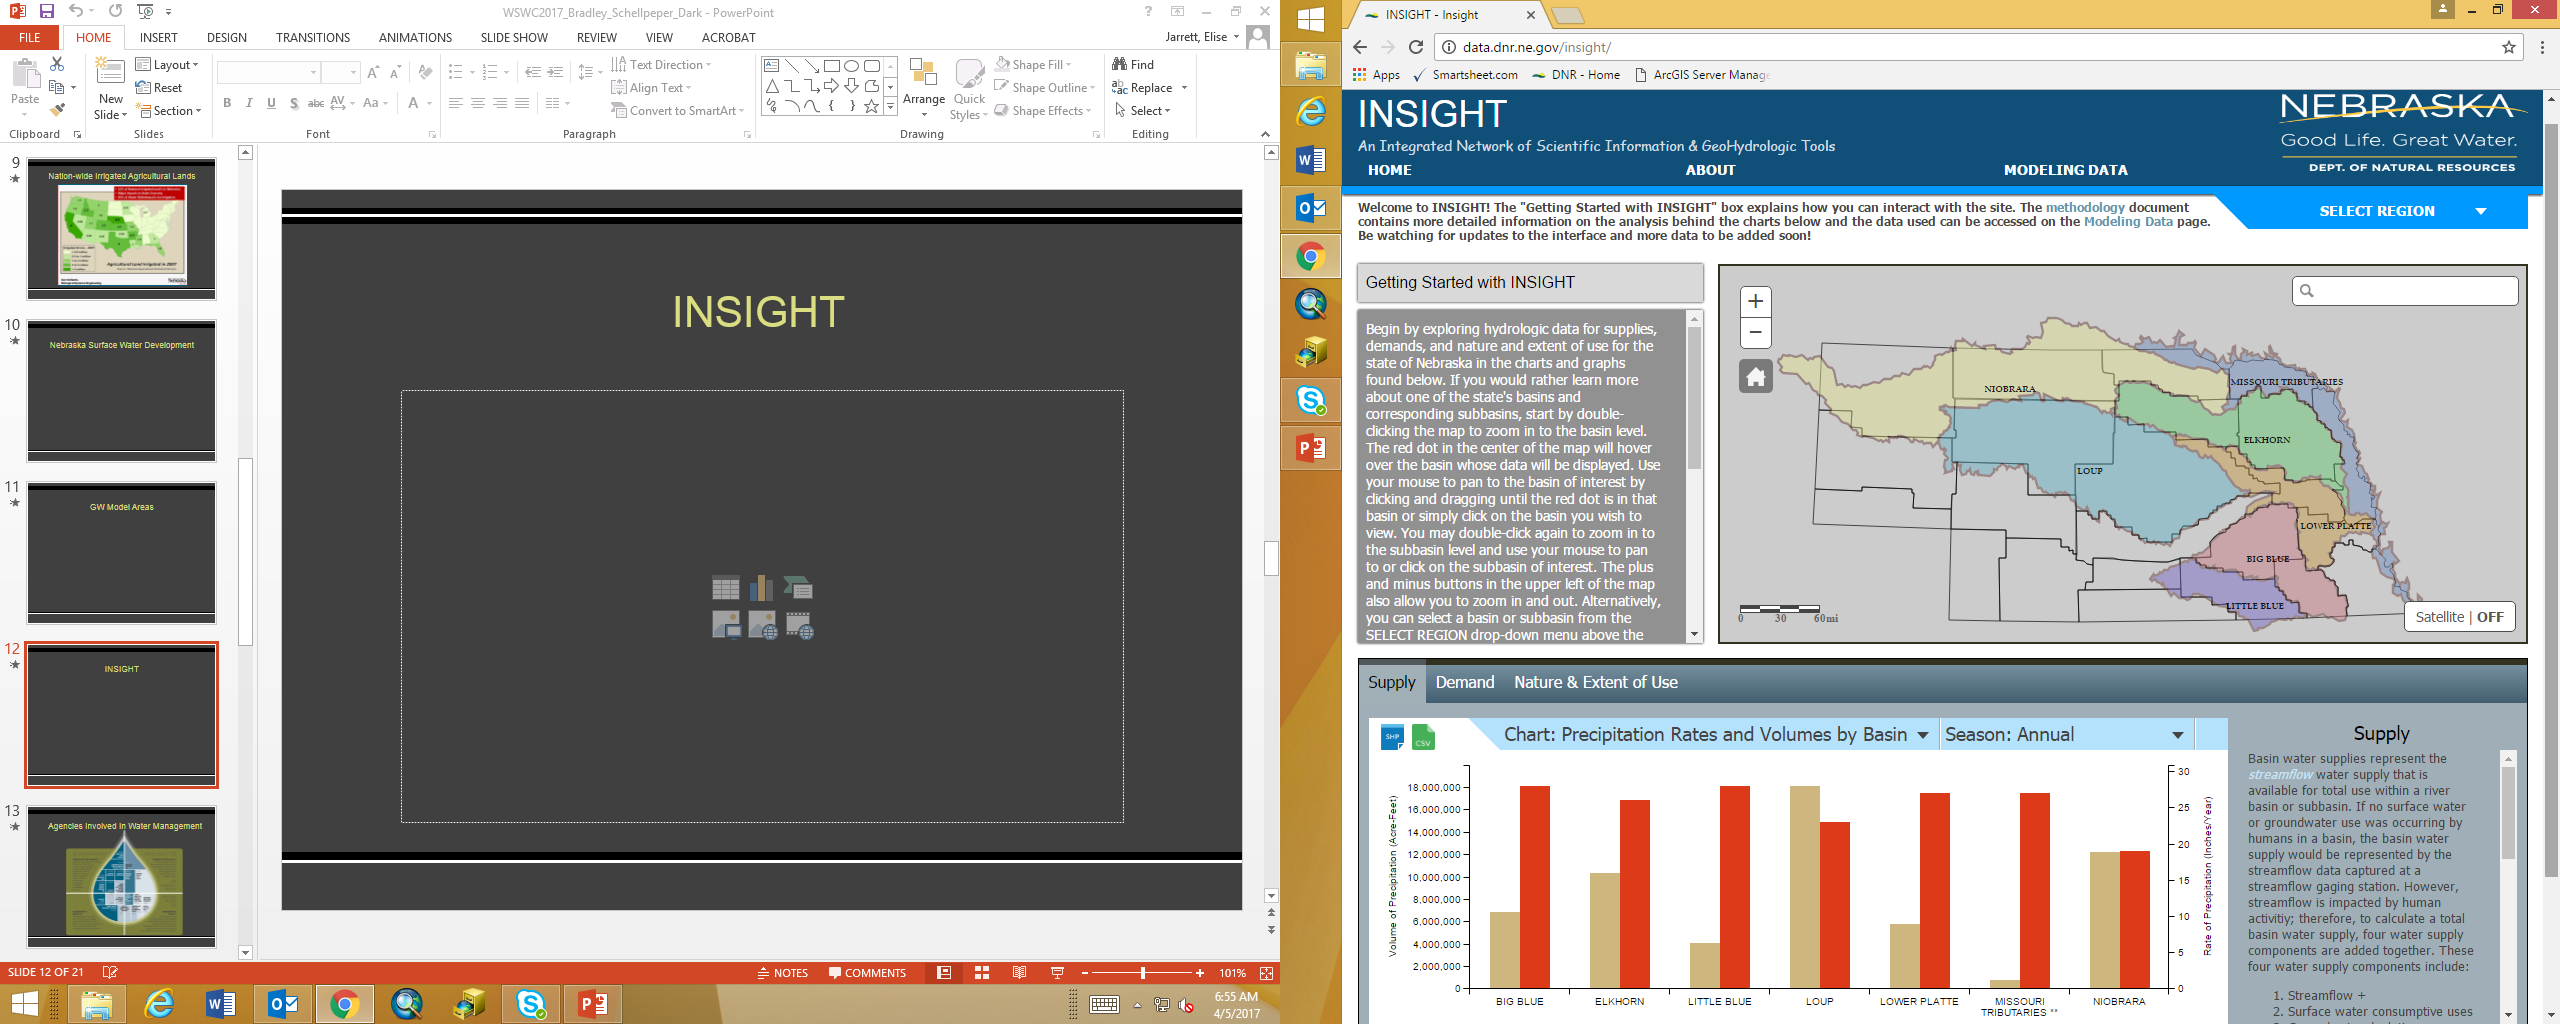 WSWC2017_Bradley_Schellpeper_Dark - PowerPoint
FILE HOME INSERT DESIGN TRANSITIONS ANIMATIONS SLIDE SHOW REVIEW VIEW ACROBAT
Jarrett, Elise
Paste
New Slide
Layout
Reset
Section
Text Direction
Align Text
Convert to SmartArt
Arrange
Quick Styles
Shape Fill
Shape Outline
Shape Effects
Find
Replace
Select
Clipboard Slides Font Paragraph Drawing Editing
9
Nation-wide Irrigated Agricultural Lands
10
Nebraska Surface Water Development
11
GW Model Areas
12
INSIGHT
13
Agencies Involved in Water Management
INSIGHT
SLIDE 12 OF 21
NOTES COMMENTS 101%
6:55 AM
4/5/2017
INSIGHT - Insight
data.dnr.ne.gov/insight/
Apps Smartsheet.com DNR - Home ArcGIS Server Manage
INSIGHT
An Integrated Network of Scientific Information & GeoHydrologic Tools
HOME ABOUT MODELING DATA
NEBRASKA
Good Life. Great Water.
DEPT. OF NATURAL RESOURCES
Welcome to INSIGHT! The "Getting Started with INSIGHT" box explains how you can interact with the site. The methodology document
contains more detailed information on the analysis behind the charts below and the data used can be accessed on the Modeling Data page.
Be watching for updates to the interface and more data to be added soon!
SELECT REGION
Getting Started with INSIGHT
Begin by exploring hydrologic data for supplies,
demands, and nature and extent of use for the
state of Nebraska in the charts and graphs
found below. If you would rather learn more
about one of the state's basins and
corresponding subbasins, start by double-
clicking the map to zoom in to the basin level.
The red dot in the center of the map will hover
over the basin whose data will be displayed. Use
your mouse to pan to the basin of interest by
clicking and dragging until the red dot is in that
basin or simply click on the basin you wish to
view. You may double-click again to zoom in to
the subbasin level and use your mouse to pan
to or click on the subbasin of interest. The plus
and minus buttons in the upper left of the map
also allow you to zoom in and out. Alternatively,
you can select a basin or subbasin from the
SELECT REGION drop-down menu above the
NIOBRARA
MISSOURI TRIBUTARIES
ELKHORN
LOUP
LOWER PLATTE
BIG BLUE
LITTLE BLUE
0 30 60mi
Satellite | OFF
Supply Demand Nature & Extent of Use
SHP CSV
Chart: Precipitation Rates and Volumes by Basin
Season: Annual
Volume of Precipitation (Acre-Feet)
18,000,000
16,000,000
14,000,000
12,000,000
10,000,000
8,000,000
6,000,000
4,000,000
2,000,000
0
30
25
20
15
10
5
0
Rate of Precipitation (Inches/Year)
BIG BLUE ELKHORN LITTLE BLUE LOUP LOWER PLATTE MISSOURI TRIBUTARIES ** NIOBRARA
Supply
Basin water supplies represent the
streamflow water supply that is
available for total use within a river
basin or subbasin. If no surface water
or groundwater use was occurring by
humans in a basin, the basin water
supply would be represented by the
streamflow data captured at a
streamflow gaging station. However,
streamflow is impacted by human
activitiy; therefore, to calculate a total
basin water supply, four water supply
components are added together. These
four water supply components include:
1. Streamflow +
2. Surface water consumptive uses